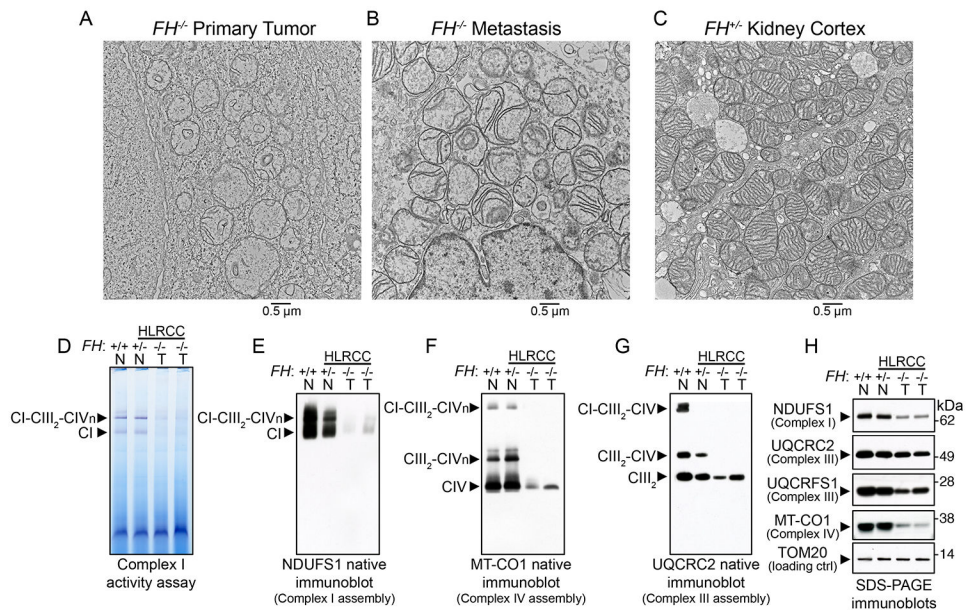 A
FH-/- Primary Tumor
0.5 µm
B
FH-/- Metastasis
0.5 µm
C
FH+/- Kidney Cortex
0.5 µm
D
HLRCC
FH: +/+ +/- -/- -/-
N N T T
CI-CIII2-CIVn
CI
Complex I
activity assay
E
HLRCC
FH: +/+ +/- -/- -/-
N N T T
CI-CIII2-CIVn
CI
NDUFS1 native
immunoblot
(Complex I assembly)
F
HLRCC
FH: +/+ +/- -/- -/-
N N T T
CI-CIII2-CIVn
CIII2-CIVn
CIV
MT-CO1 native
immunoblot
(Complex IV assembly)
G
HLRCC
FH: +/+ +/- -/- -/-
N N T T
CI-CIII2-CIV
CIII2-CIV
CIII2
UQCRC2 native
immunoblot
(Complex III assembly)
H
HLRCC
FH: +/+ +/- -/- -/-
N N T T
kDa
NDUFS1
(Complex I)
62
UQCRC2
(Complex III)
49
UQCRFS1
(Complex III)
28
MT-CO1
(Complex IV)
38
TOM20
(loading ctrl)
14
SDS-PAGE
immunoblots